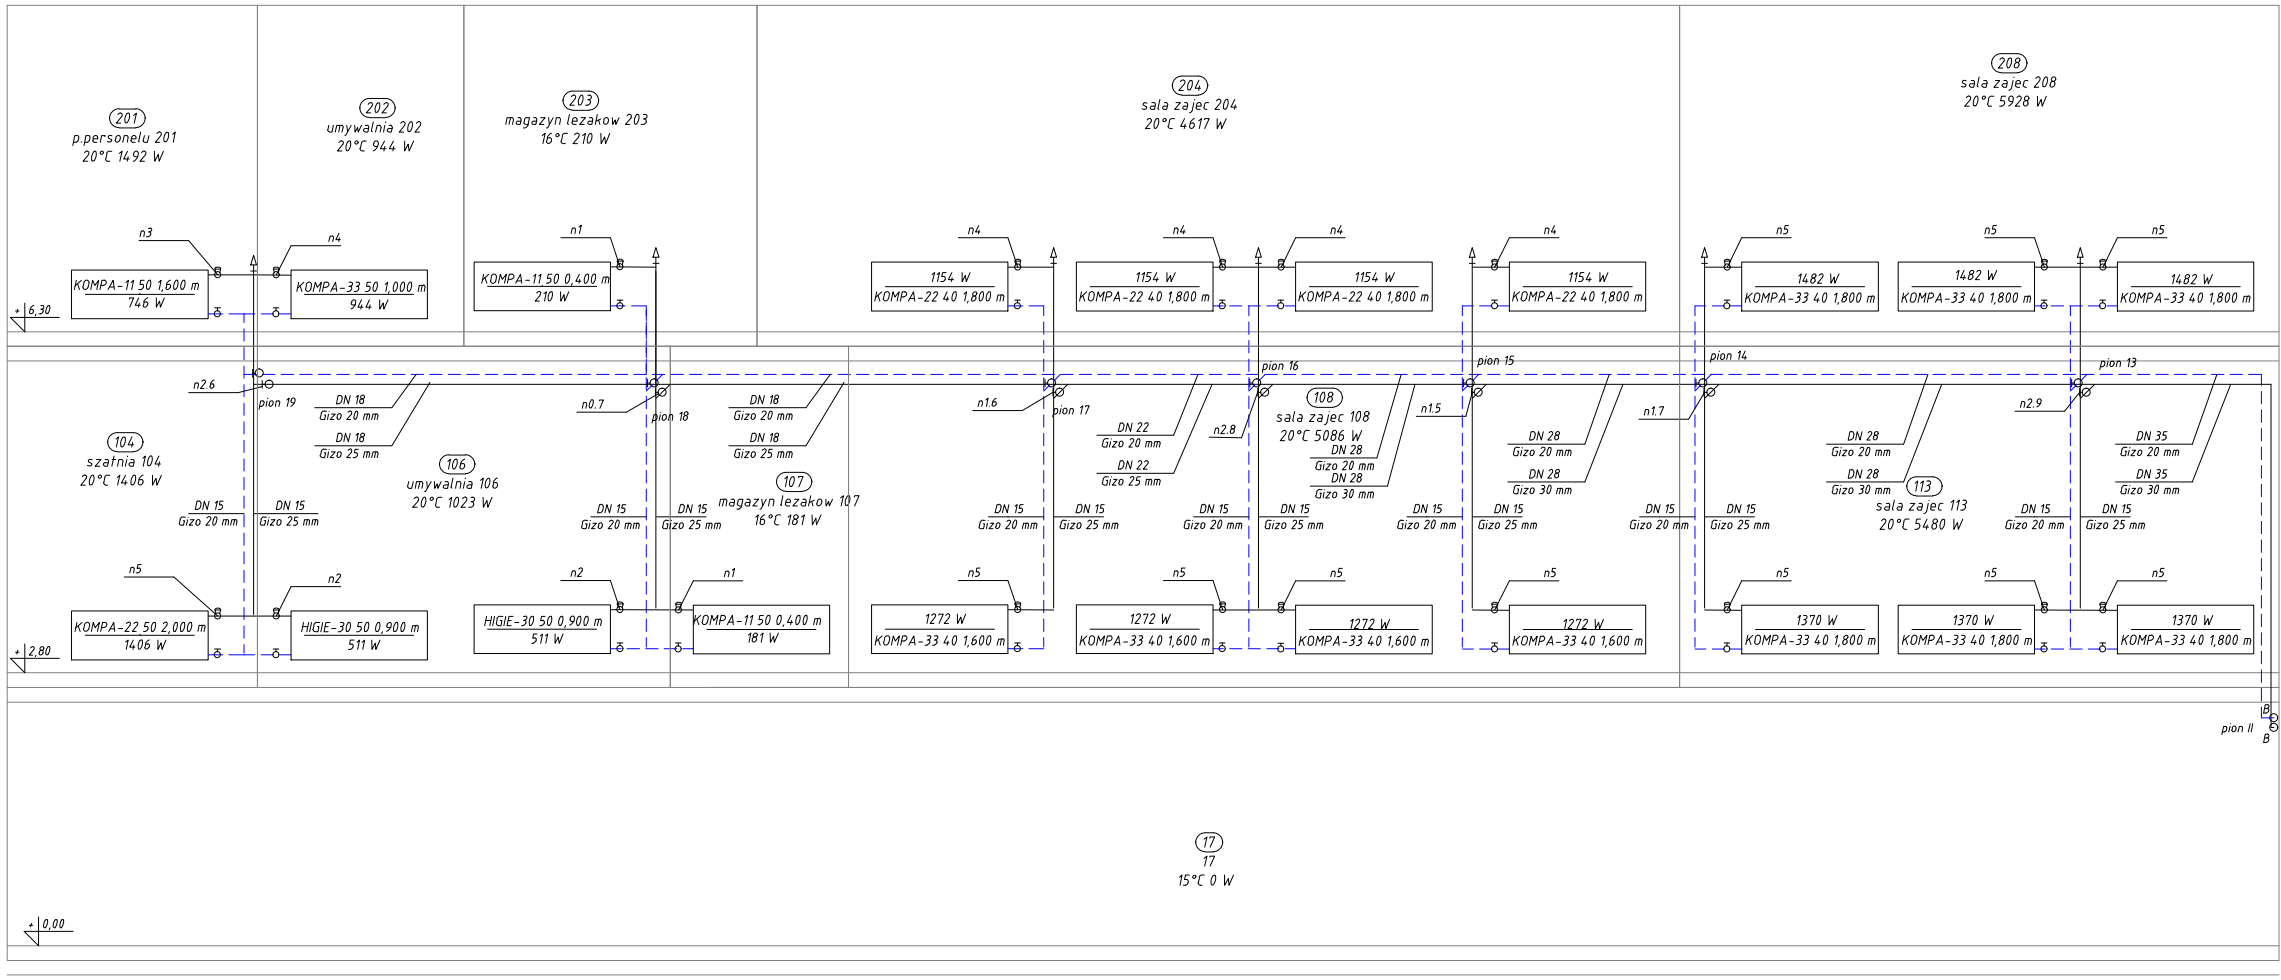 201
p.personelu 201
20°C 1492 W
202
umywalnia 202
20°C 944 W
203
magazyn lezakow 203
16°C 210 W
204
sala zajec 204
20°C 4617 W
208
sala zajec 208
20°C 5928 W
n3
n4
n1
n4
n4
n4
n4
n5
n5
n5
KOMPA-11 50 1,600 m
746 W
KOMPA-33 50 1,000 m
944 W
KOMPA-11 50 0,400 m
210 W
1154 W
KOMPA-22 40 1,800 m
1154 W
KOMPA-22 40 1,800 m
1154 W
KOMPA-22 40 1,800 m
1154 W
KOMPA-22 40 1,800 m
1482 W
KOMPA-33 40 1,800 m
1482 W
KOMPA-33 40 1,800 m
1482 W
KOMPA-33 40 1,800 m
+ 6,30
n2.6
pion 19
DN 18
Gizo 20 mm
DN 18
Gizo 25 mm
n0.7
pion 18
DN 18
Gizo 20 mm
DN 18
Gizo 25 mm
n1.6
pion 17
DN 22
Gizo 20 mm
DN 22
Gizo 25 mm
n2.8
pion 16
108
sala zajec 108
20°C 5086 W
DN 28
Gizo 20 mm
DN 28
Gizo 30 mm
n1.5
pion 15
DN 28
Gizo 20 mm
DN 28
Gizo 30 mm
n1.7
pion 14
DN 28
Gizo 20 mm
DN 28
Gizo 30 mm
n2.9
pion 13
DN 35
Gizo 20 mm
DN 35
Gizo 30 mm
104
szatnia 104
20°C 1406 W
106
umywalnia 106
20°C 1023 W
107
magazyn lezakow 107
16°C 181 W
113
sala zajec 113
20°C 5480 W
DN 15
Gizo 20 mm
DN 15
Gizo 25 mm
DN 15
Gizo 20 mm
DN 15
Gizo 25 mm
DN 15
Gizo 20 mm
DN 15
Gizo 25 mm
DN 15
Gizo 20 mm
DN 15
Gizo 25 mm
DN 15
Gizo 20 mm
DN 15
Gizo 25 mm
DN 15
Gizo 20 mm
DN 15
Gizo 25 mm
DN 15
Gizo 20 mm
DN 15
Gizo 25 mm
n5
n2
n2
n1
n5
n5
n5
n5
n5
n5
n5
KOMPA-22 50 2,000 m
1406 W
HIGIE-30 50 0,900 m
511 W
HIGIE-30 50 0,900 m
511 W
KOMPA-11 50 0,400 m
181 W
1272 W
KOMPA-33 40 1,600 m
1272 W
KOMPA-33 40 1,600 m
1272 W
KOMPA-33 40 1,600 m
1272 W
KOMPA-33 40 1,600 m
1370 W
KOMPA-33 40 1,800 m
1370 W
KOMPA-33 40 1,800 m
1370 W
KOMPA-33 40 1,800 m
+ 2,80
B
pion II
B
17
17
15°C 0 W
+ 0,00